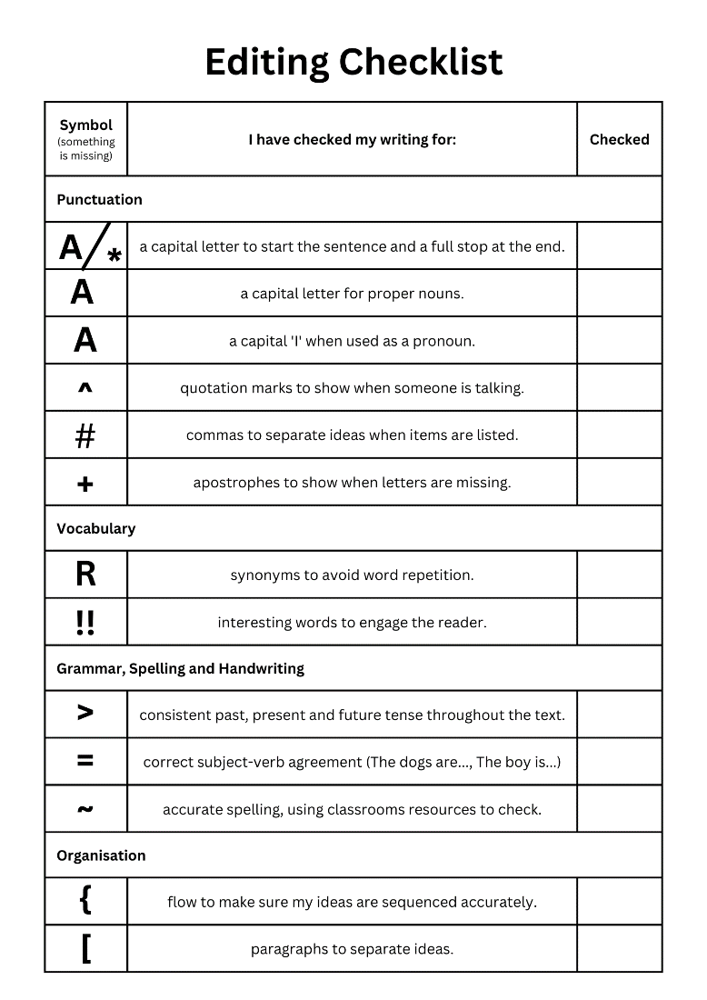 Editing Checklist
Symbol
(something
is missing)
I have checked my writing for:
Checked
Punctuation
A/* a capital letter to start the sentence and a full stop at the end.
A a capital letter for proper nouns.
A a capital 'I' when used as a pronoun.
^ quotation marks to show when someone is talking.
# commas to separate ideas when items are listed.
+ apostrophes to show when letters are missing.
Vocabulary
R synonyms to avoid word repetition.
!! interesting words to engage the reader.
Grammar, Spelling and Handwriting
> consistent past, present and future tense throughout the text.
= correct subject-verb agreement (The dogs are..., The boy is...)
~ accurate spelling, using classrooms resources to check.
Organisation
{ flow to make sure my ideas are sequenced accurately.
[ paragraphs to separate ideas.